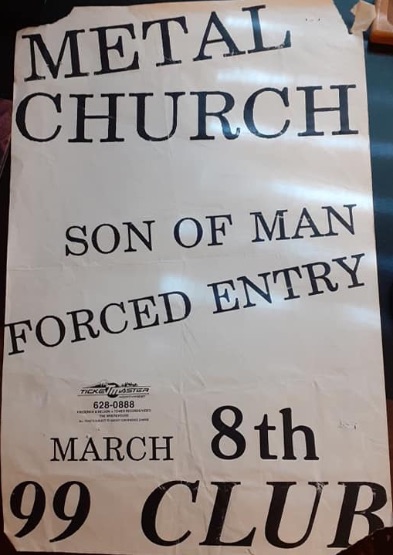 METAL
CHURCH
SON OF MAN
FORCED ENTRY
TICKETMASTER
628-0888
MARCH 8th
99 CLUB